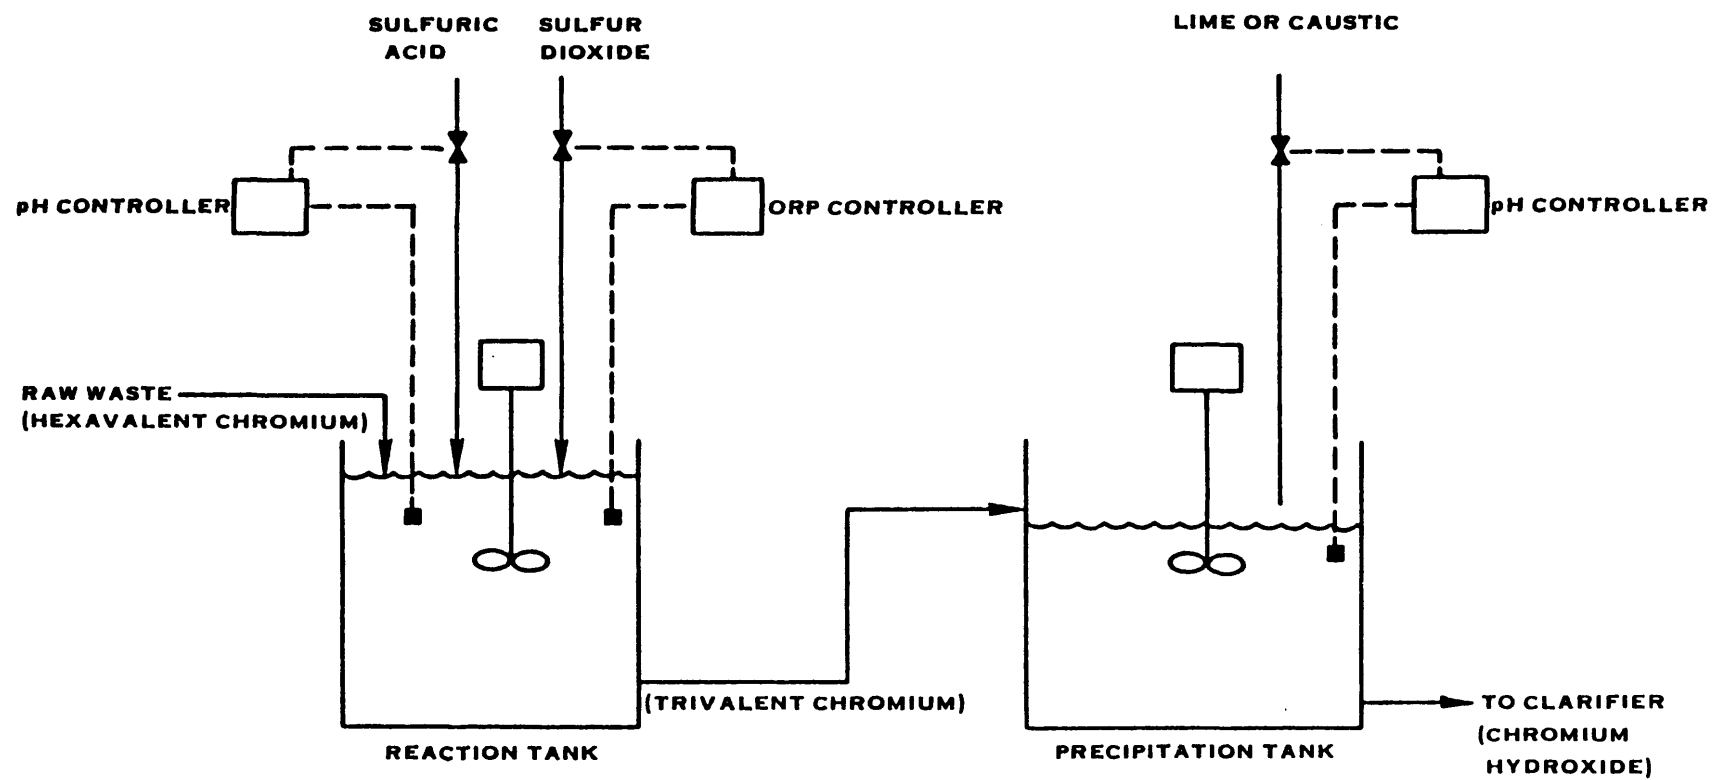 SULFURIC
ACID
SULFUR
DIOXIDE
LIME OR CAUSTIC
pH CONTROLLER
ORP CONTROLLER
pH CONTROLLER
RAW WASTE
(HEXAVALENT CHROMIUM)
(TRIVALENT CHROMIUM)
TO CLARIFIER
(CHROMIUM
HYDROXIDE)
REACTION TANK
PRECIPITATION TANK